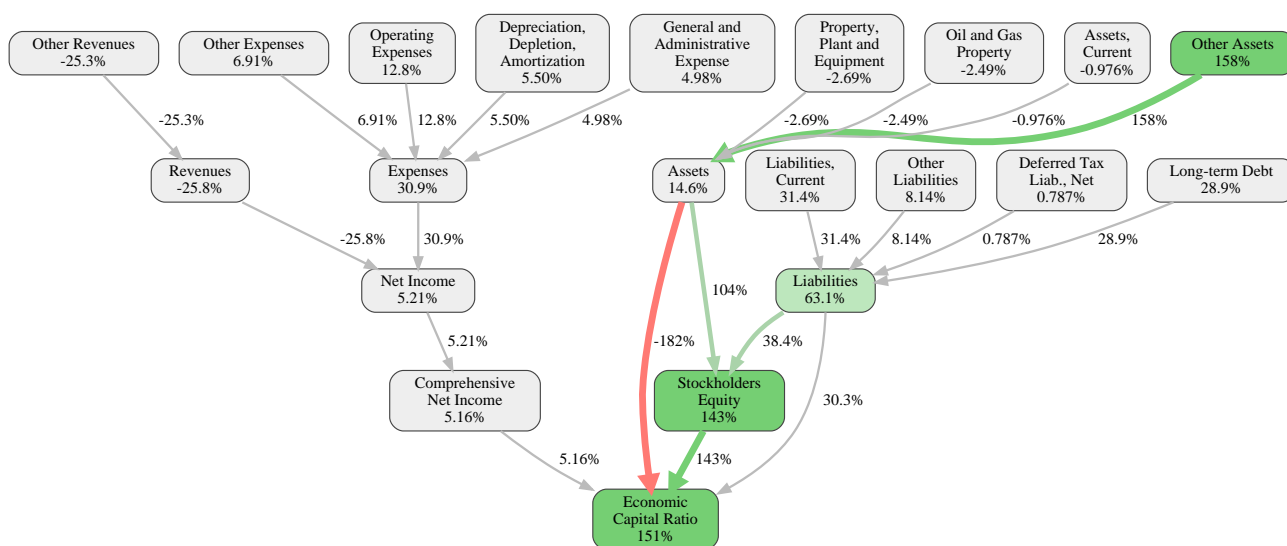 Other Revenues
-25.3%
Other Expenses
6.91%
Operating
Expenses
12.8%
Depreciation,
Depletion,
Amortization
5.50%
General and
Administrative
Expense
4.98%
Property,
Plant and
Equipment
-2.69%
Oil and Gas
Property
-2.49%
Assets,
Current
-0.976%
Other Assets
158%
-25.3%
6.91%
12.8%
5.50%
4.98%
-2.69%
-2.49%
-0.976%
158%
Revenues
-25.8%
Expenses
30.9%
Assets
14.6%
Liabilities,
Current
31.4%
Other
Liabilities
8.14%
Deferred Tax
Liab., Net
0.787%
Long-term Debt
28.9%
-25.8%
30.9%
31.4%
8.14%
0.787%
28.9%
Net Income
5.21%
104%
Liabilities
63.1%
5.21%
-182%
38.4%
Comprehensive
Net Income
5.16%
Stockholders
Equity
143%
30.3%
5.16%
143%
Economic
Capital Ratio
151%